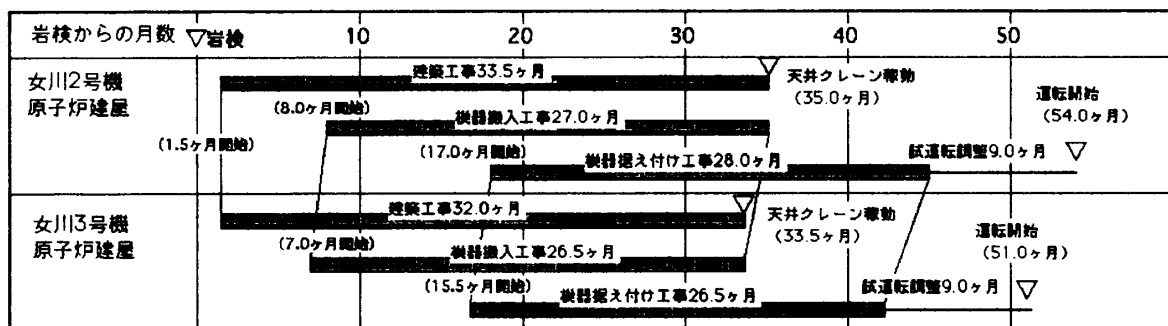 岩検からの月数 ▽岩検 10 20 30 40 50
女川2号機
原子炉建屋
建築工事33.5ヶ月
天井クレーン稼動
(35.0ヶ月)
運転開始
(54.0ヶ月)
(8.0ヶ月開始)
機器搬入工事27.0ヶ月
(1.5ヶ月開始)
(17.0ヶ月開始)
機器据え付け工事28.0ヶ月
試運転調整9.0ヶ月
女川3号機
原子炉建屋
建築工事32.0ヶ月
天井クレーン稼動
(33.5ヶ月)
運転開始
(51.0ヶ月)
(7.0ヶ月開始)
機器搬入工事26.5ヶ月
(15.5ヶ月開始)
機器据え付け工事26.5ヶ月
試運転調整9.0ヶ月